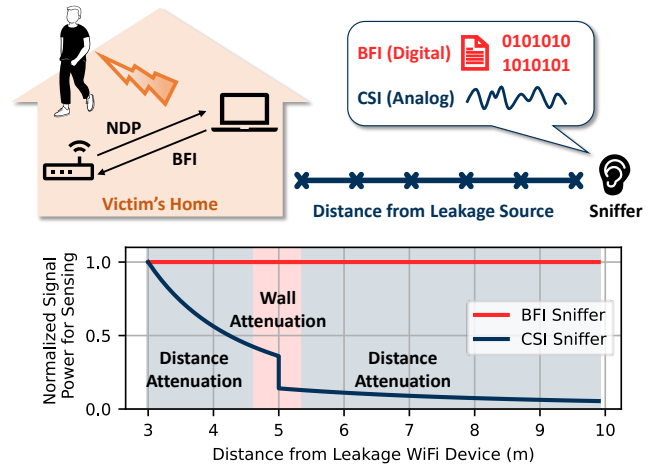 BFI (Digital)
0101010
1010101
CSI (Analog)
NDP
BFI
Victim's Home
Distance from Leakage Source
Sniffer
Normalized Signal
Power for Sensing
1.0
0.5
0.0
Wall
Attenuation
Distance
Attenuation
Distance
Attenuation
BFI Sniffer
CSI Sniffer
3 4 5 6 7 8 9 10
Distance from Leakage WiFi Device (m)